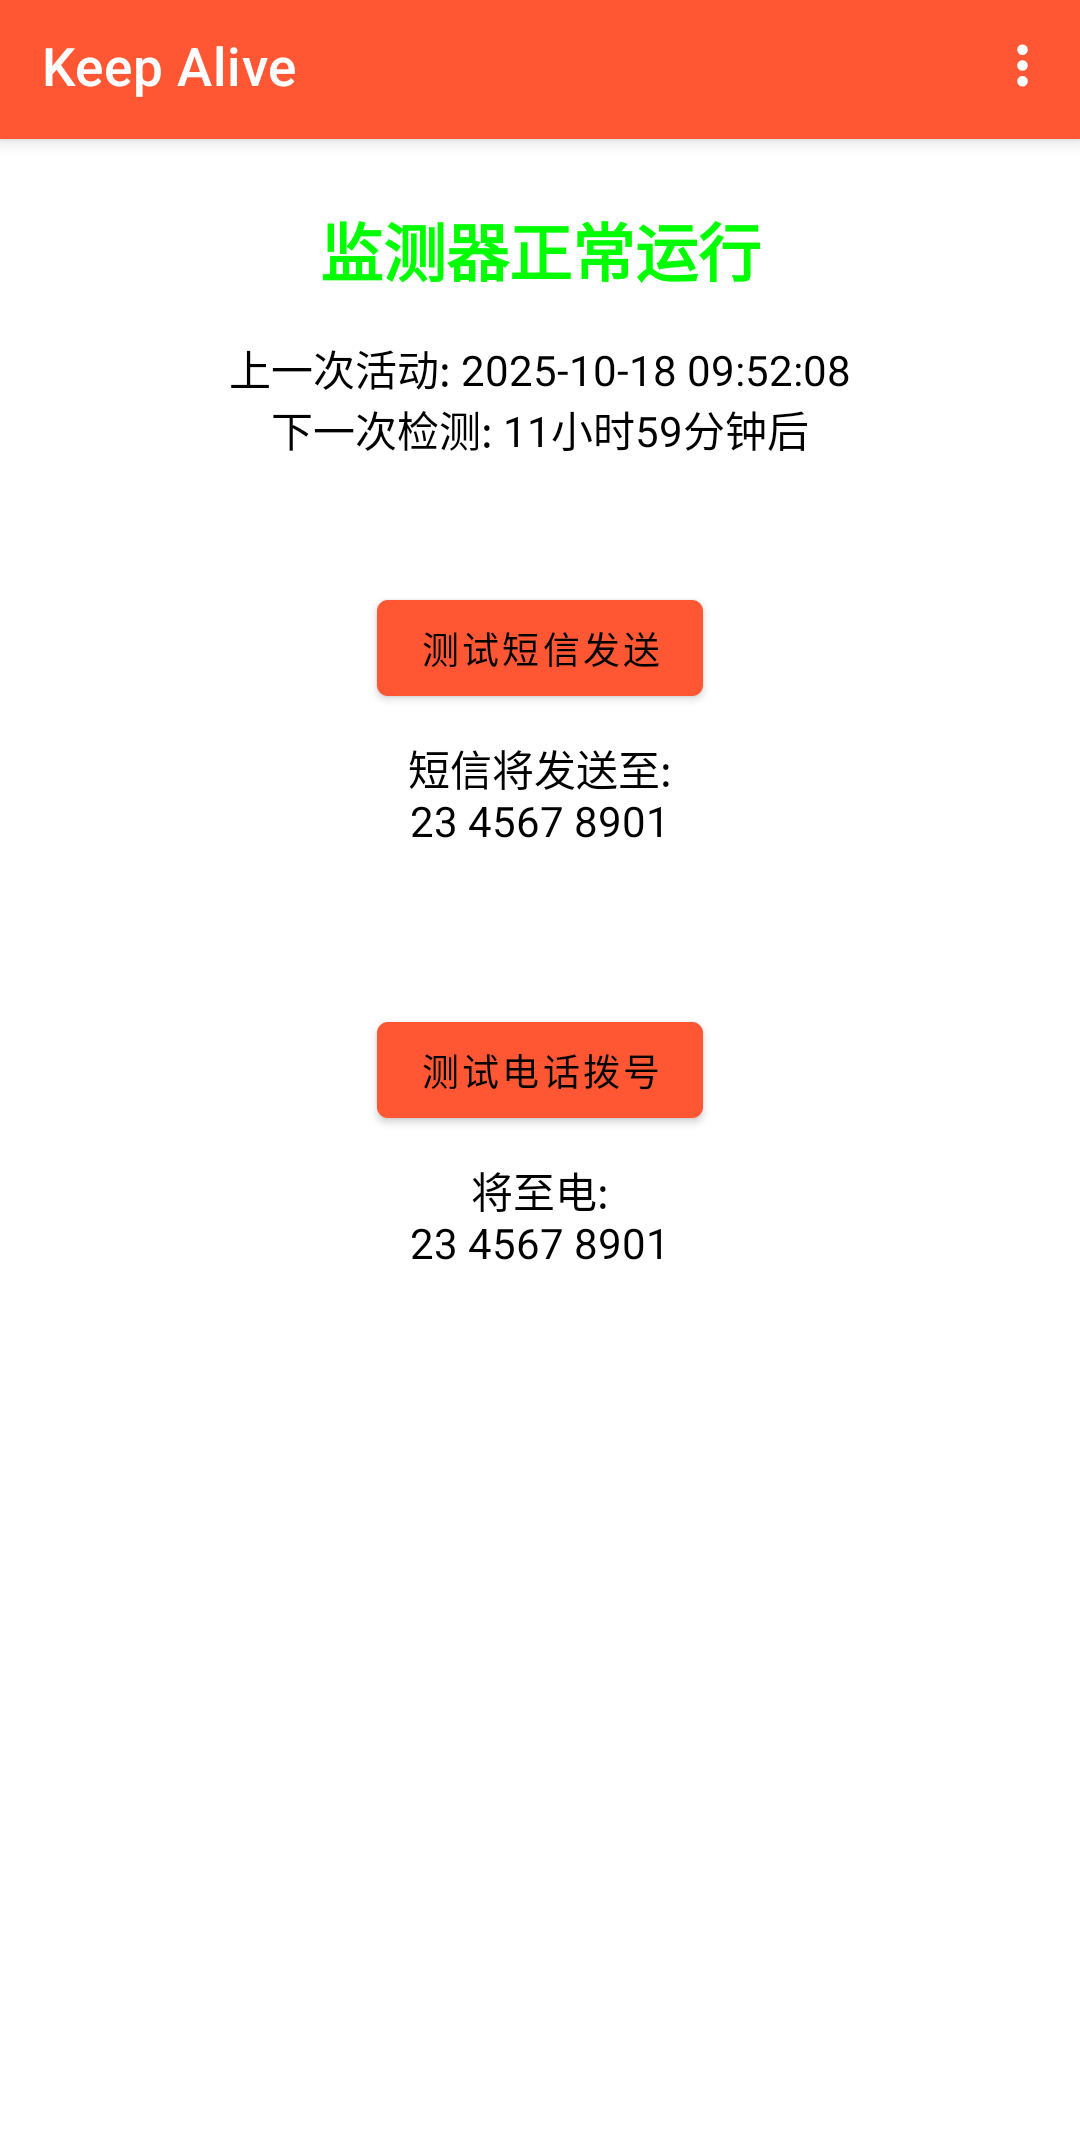 Keep Alive
监测器正常运行
上一次活动: 2025-10-18 09:52:08
下一次检测: 11小时59分钟后
测试短信发送
短信将发送至:
23 4567 8901
测试电话拨号
将至电:
23 4567 8901